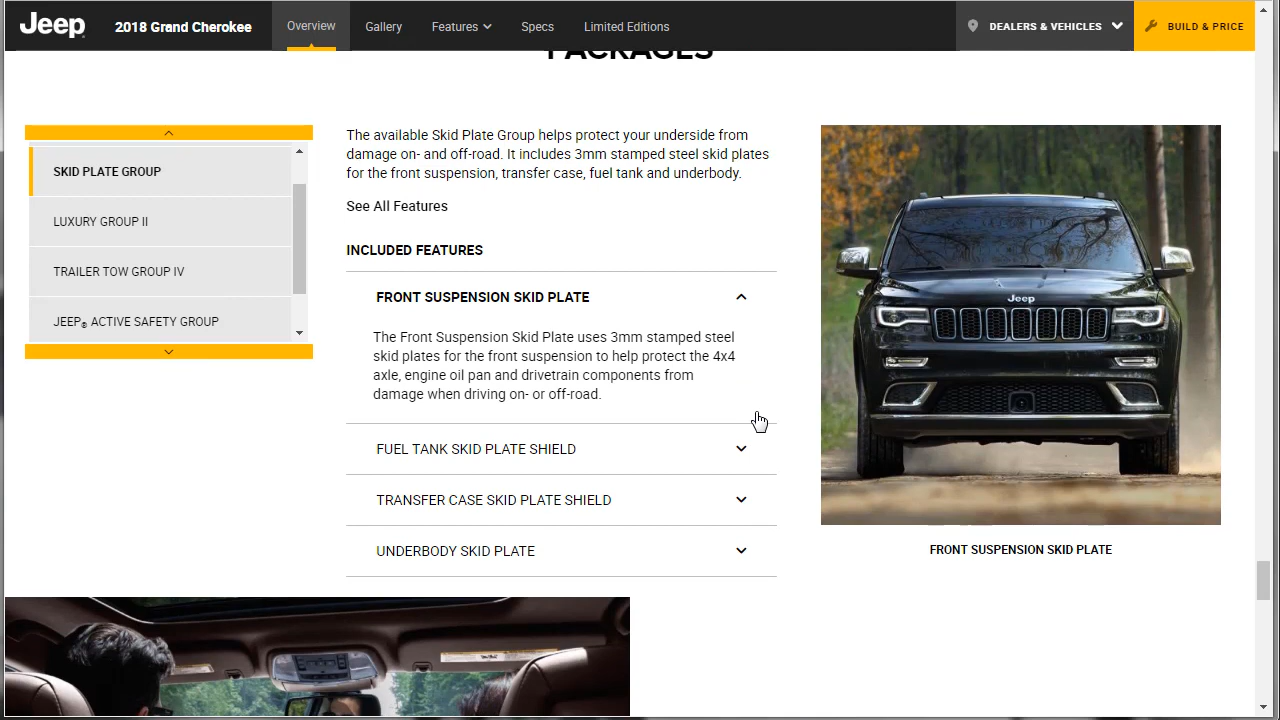 Jeep
2018 Grand Cherokee
Overview
Gallery
Features
Specs
Limited Editions
DEALERS & VEHICLES
BUILD & PRICE
PACKAGES
SKID PLATE GROUP
LUXURY GROUP II
TRAILER TOW GROUP IV
JEEP® ACTIVE SAFETY GROUP
The available Skid Plate Group helps protect your underside from
damage on- and off-road. It includes 3mm stamped steel skid plates
for the front suspension, transfer case, fuel tank and underbody.
See All Features
INCLUDED FEATURES
FRONT SUSPENSION SKID PLATE
The Front Suspension Skid Plate uses 3mm stamped steel
skid plates for the front suspension to help protect the 4x4
axle, engine oil pan and drivetrain components from
damage when driving on- or off-road.
FUEL TANK SKID PLATE SHIELD
TRANSFER CASE SKID PLATE SHIELD
UNDERBODY SKID PLATE
Jeep
FRONT SUSPENSION SKID PLATE